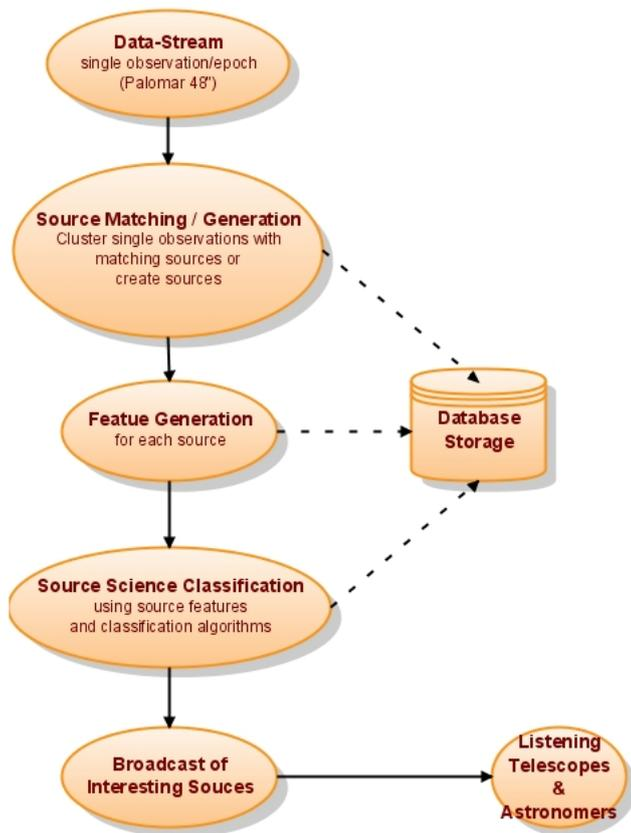 Data-Stream
single observation/epoch
(Palomar 48")
Source Matching / Generation
Cluster single observations with
matching sources or
create sources
Featue Generation
for each source
Database
Storage
Source Science Classification
using source features
and classification algorithms
Broadcast of
Interesting Souces
Listening
Telescopes
&
Astronomers